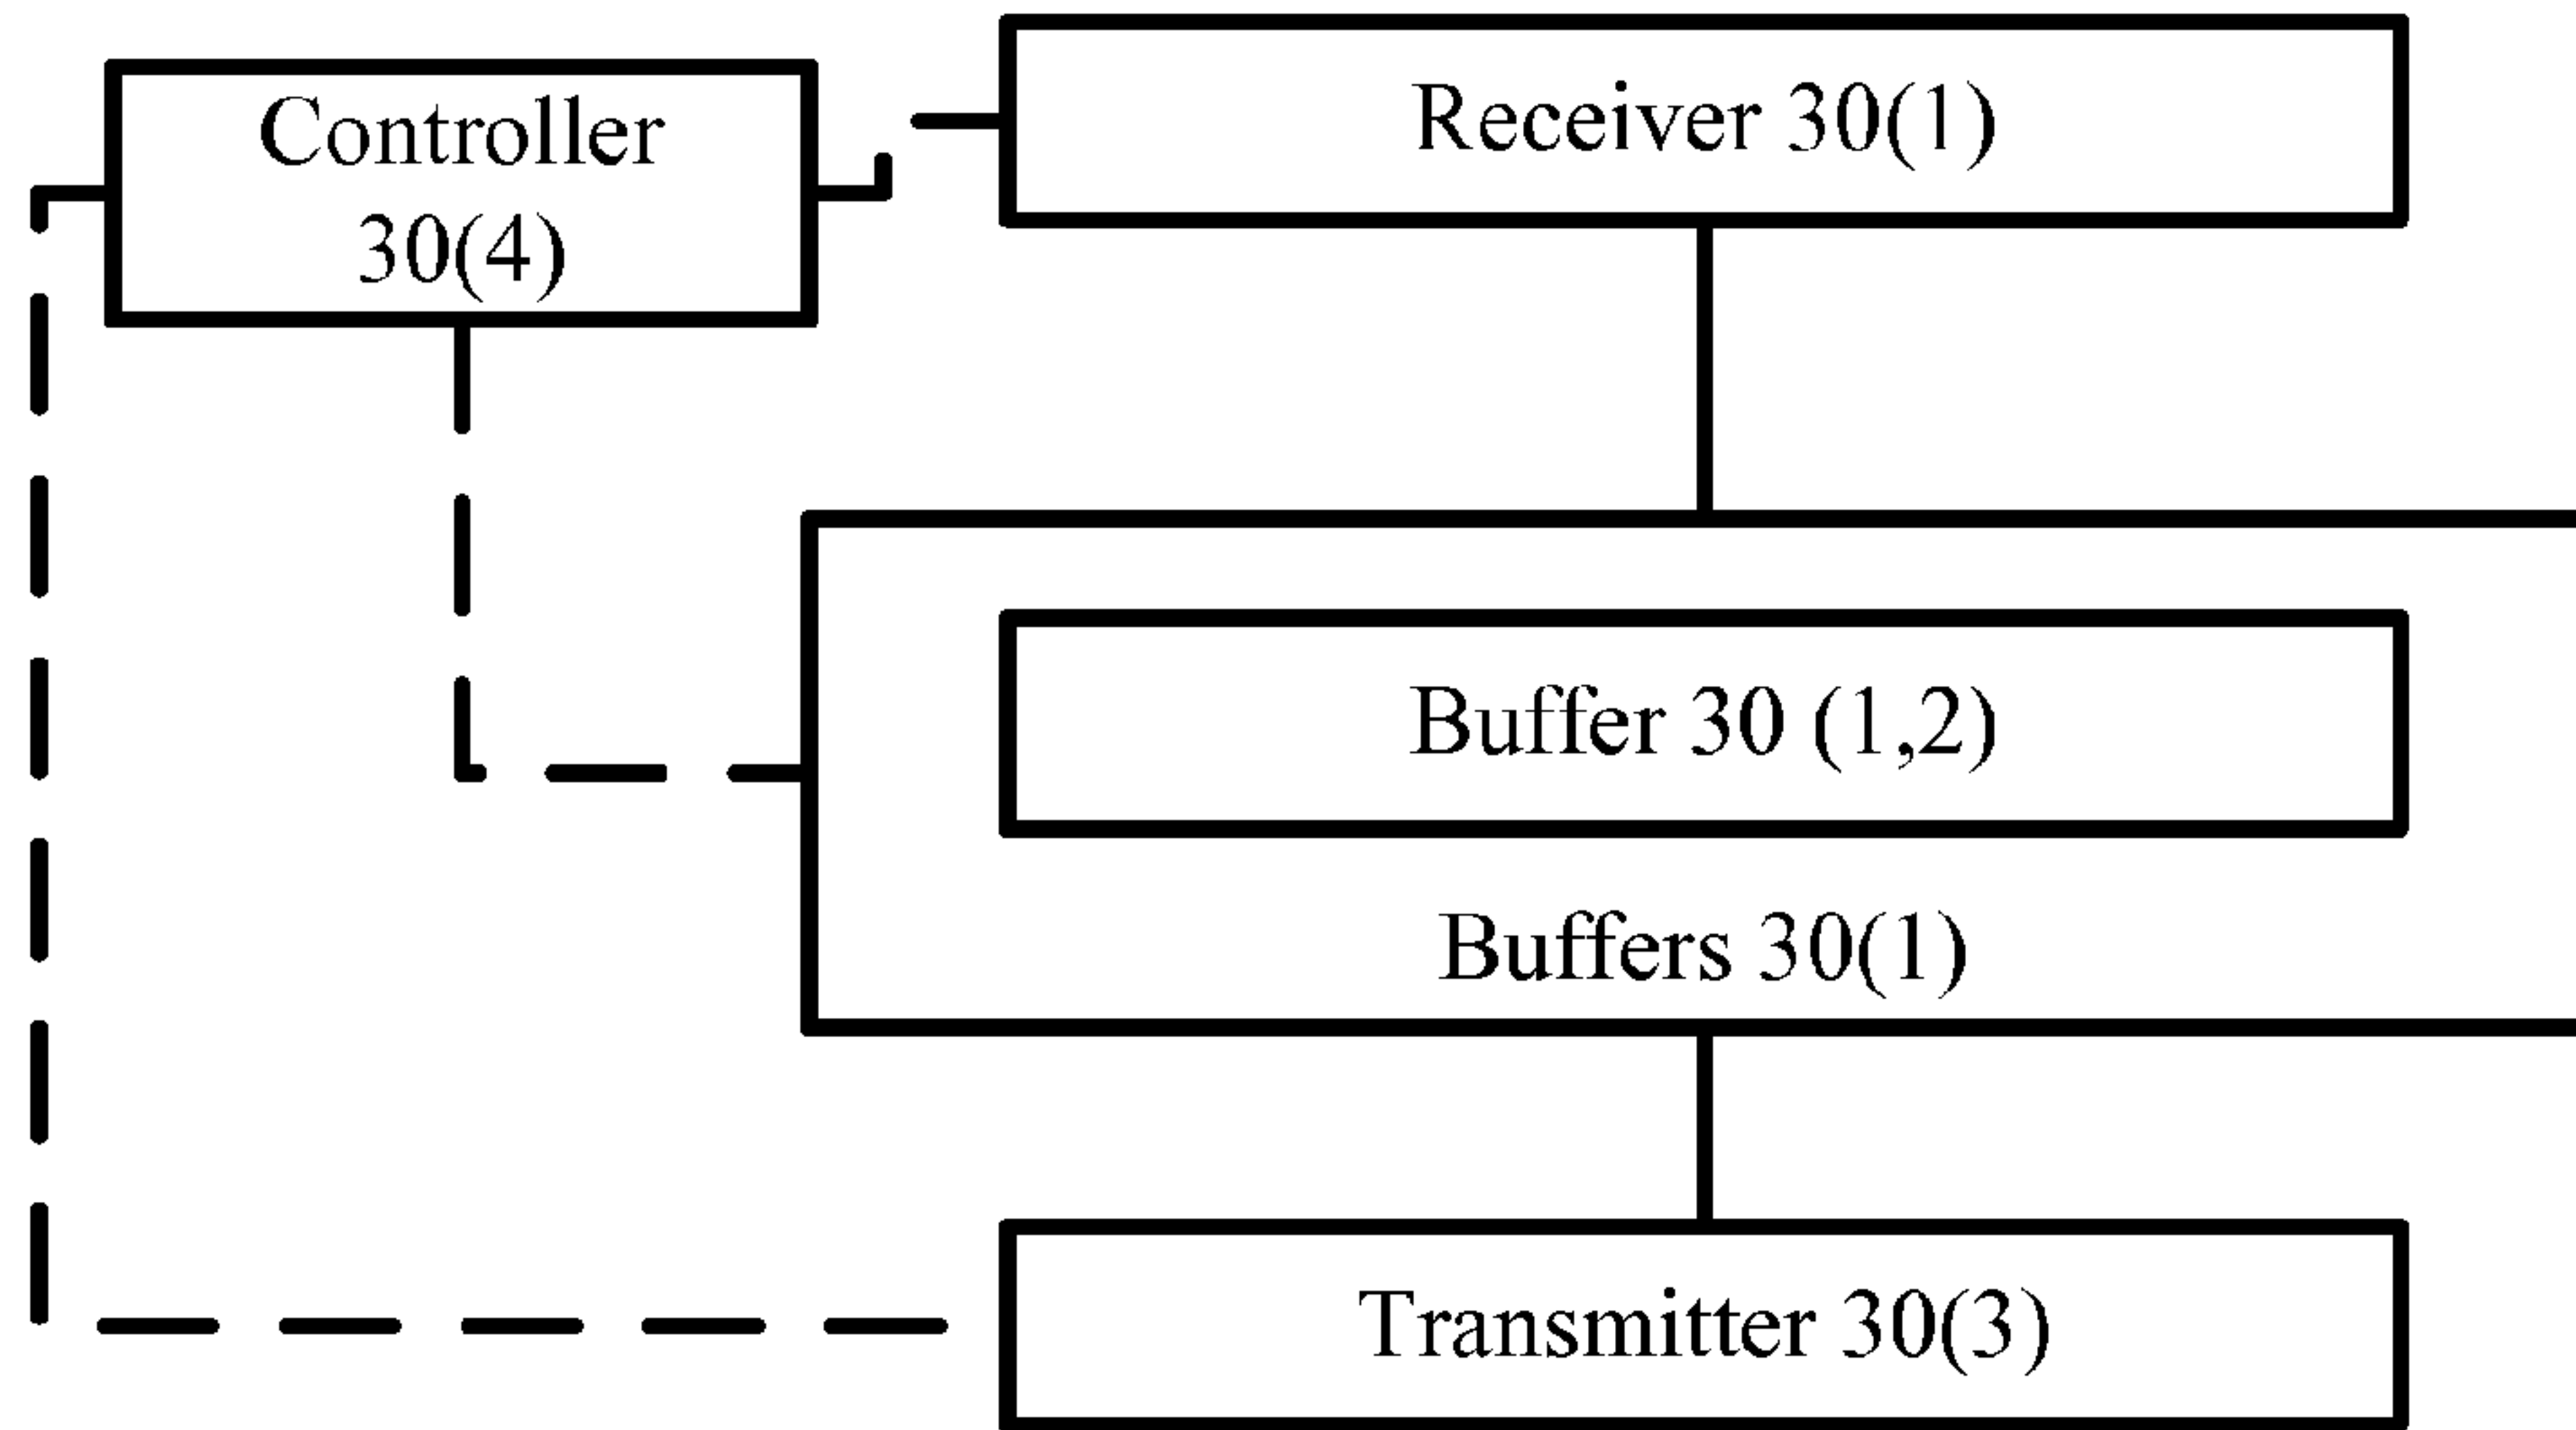 Controller
30(4)
Receiver 30(1)
Buffer 30 (1,2)
Buffers 30(1)
Transmitter 30(3)